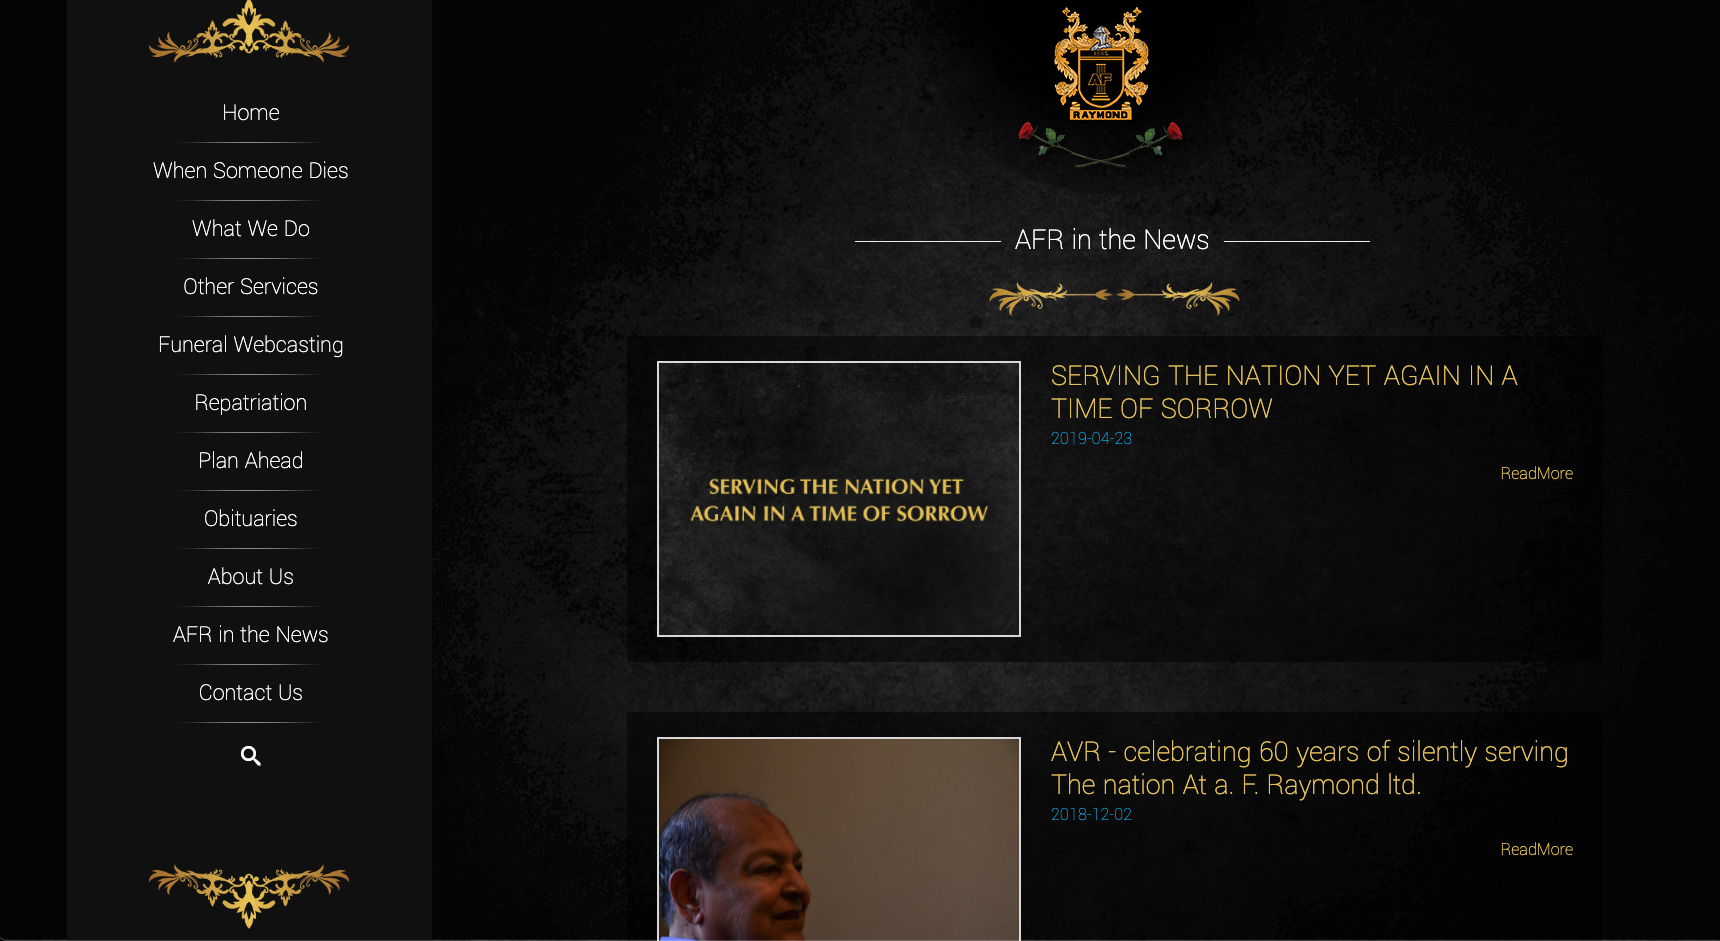 Home
When Someone Dies
What We Do
Other Services
Funeral Webcasting
Repatriation
Plan Ahead
Obituaries
About Us
AFR in the News
Contact Us
AF
RAYMOND
AFR in the News
SERVING THE NATION YET
AGAIN IN A TIME OF SORROW
SERVING THE NATION YET AGAIN IN A
TIME OF SORROW
2019-04-23
ReadMore
AVR - celebrating 60 years of silently serving
The nation At a. F. Raymond ltd.
2018-12-02
ReadMore